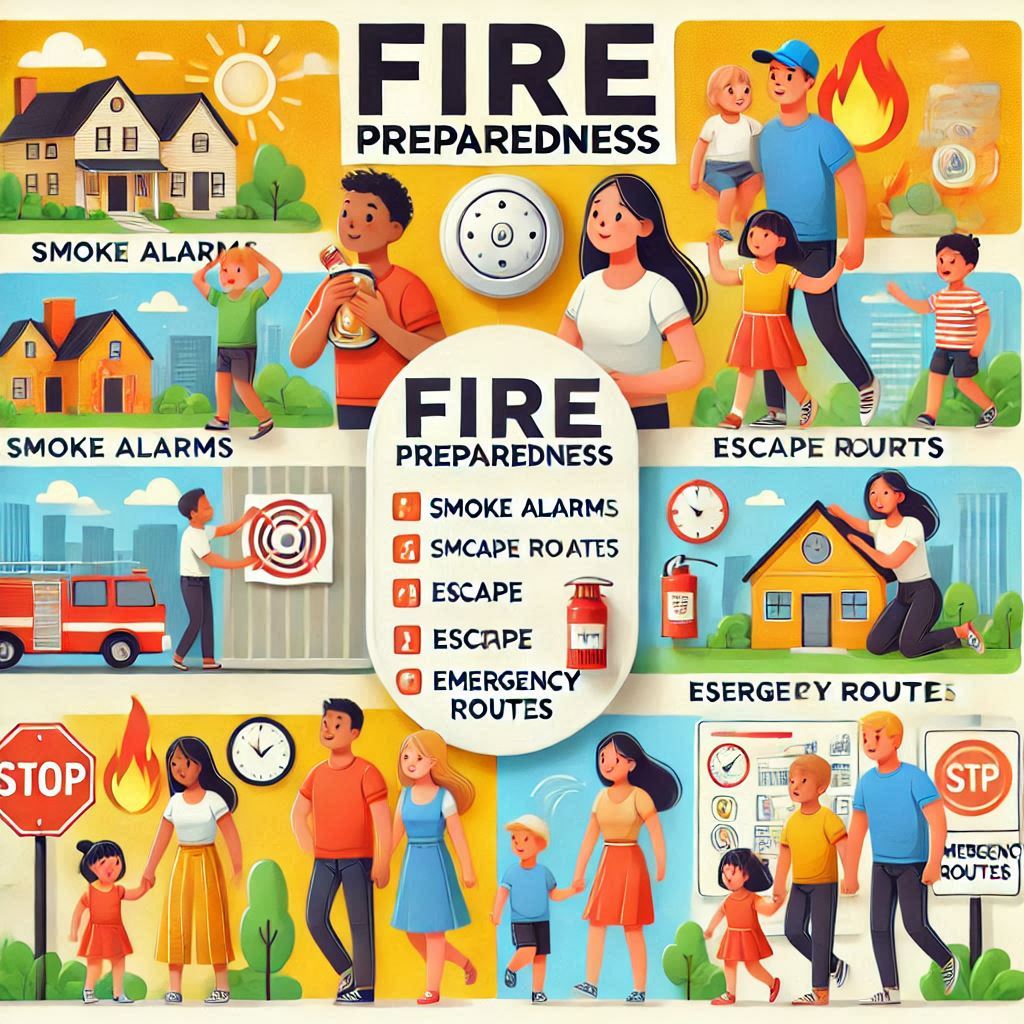 FIRE
PREPAREDNESS
SMOKE ALARMS
SMOKE ALARMS
ESCAPE ROURTS
FIRE
PREPAREDNESS
SMOKE ALARMS
SMCAPE ROATES
ESCAPE
ESCAPE
EMERGENCY
ROUTES
ESERGERY ROUTES
STOP
STP
MEBGENC
ROUTES